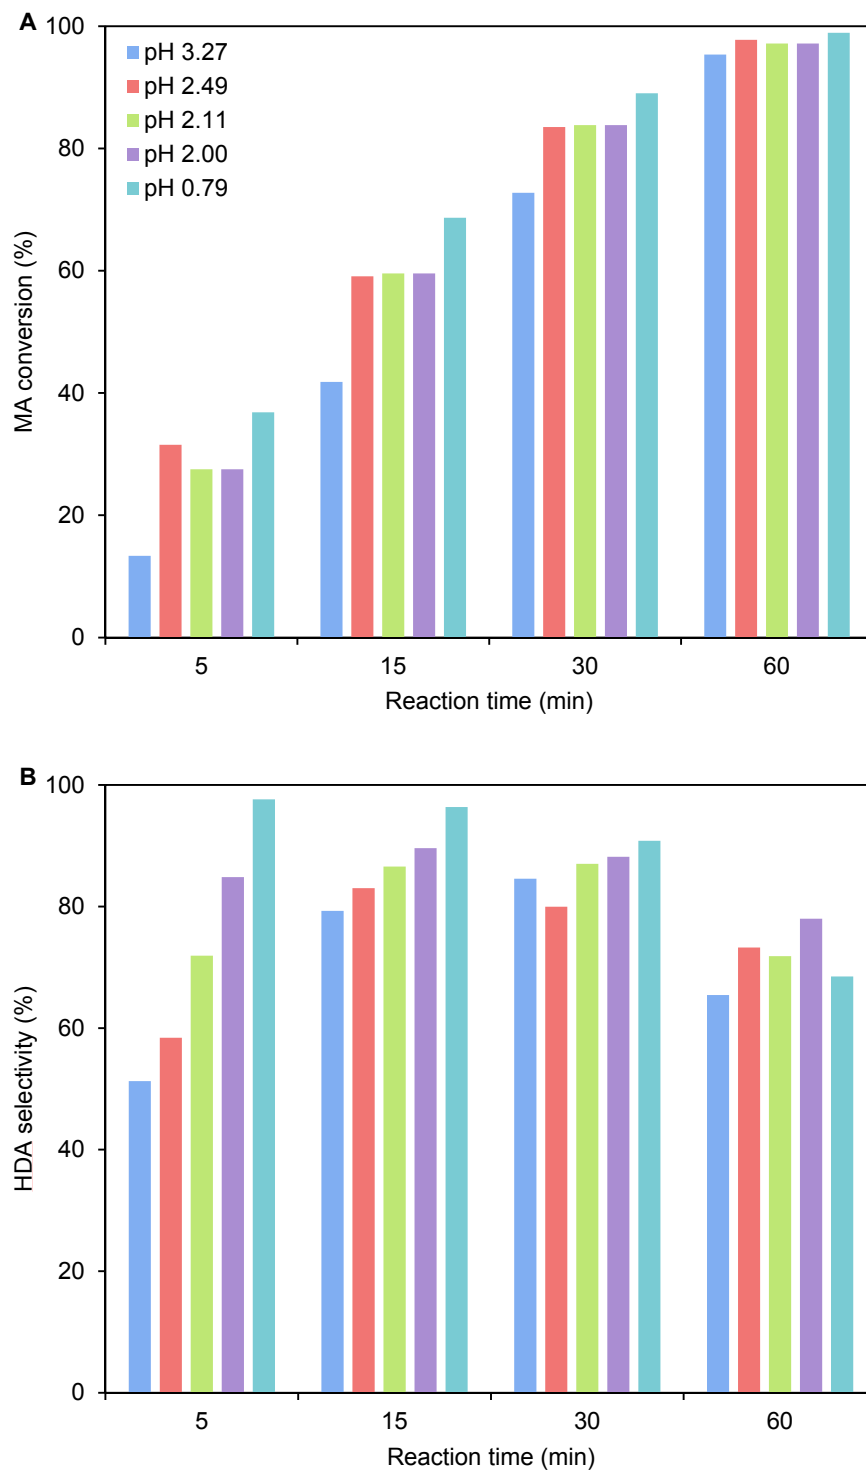 A
100
80
60
40
20
0
MA conversion (%)
pH 3.27
pH 2.49
pH 2.11
pH 2.00
pH 0.79
5 15 30 60
Reaction time (min)
B
100
80
60
40
20
0
HDA selectivity (%)
5 15 30 60
Reaction time (min)